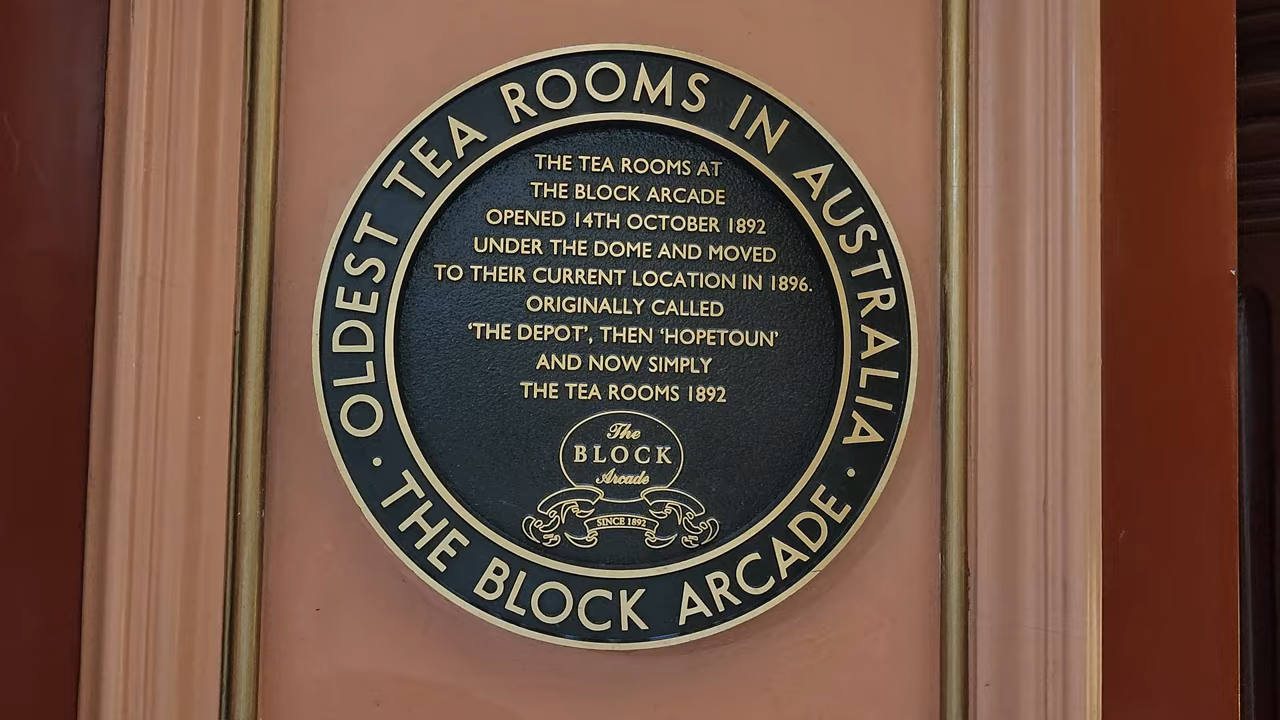 OLDEST TEA ROOMS IN AUSTRALIA
THE TEA ROOMS AT
THE BLOCK ARCADE
OPENED 14TH OCTOBER 1892
UNDER THE DOME AND MOVED
TO THEIR CURRENT LOCATION IN 1896.
ORIGINALLY CALLED
‘THE DEPOT’, THEN ‘HOPETOUN’
AND NOW SIMPLY
THE TEA ROOMS 1892
The
BLOCK
Arcade
SINCE 1892
· THE BLOCK ARCADE ·